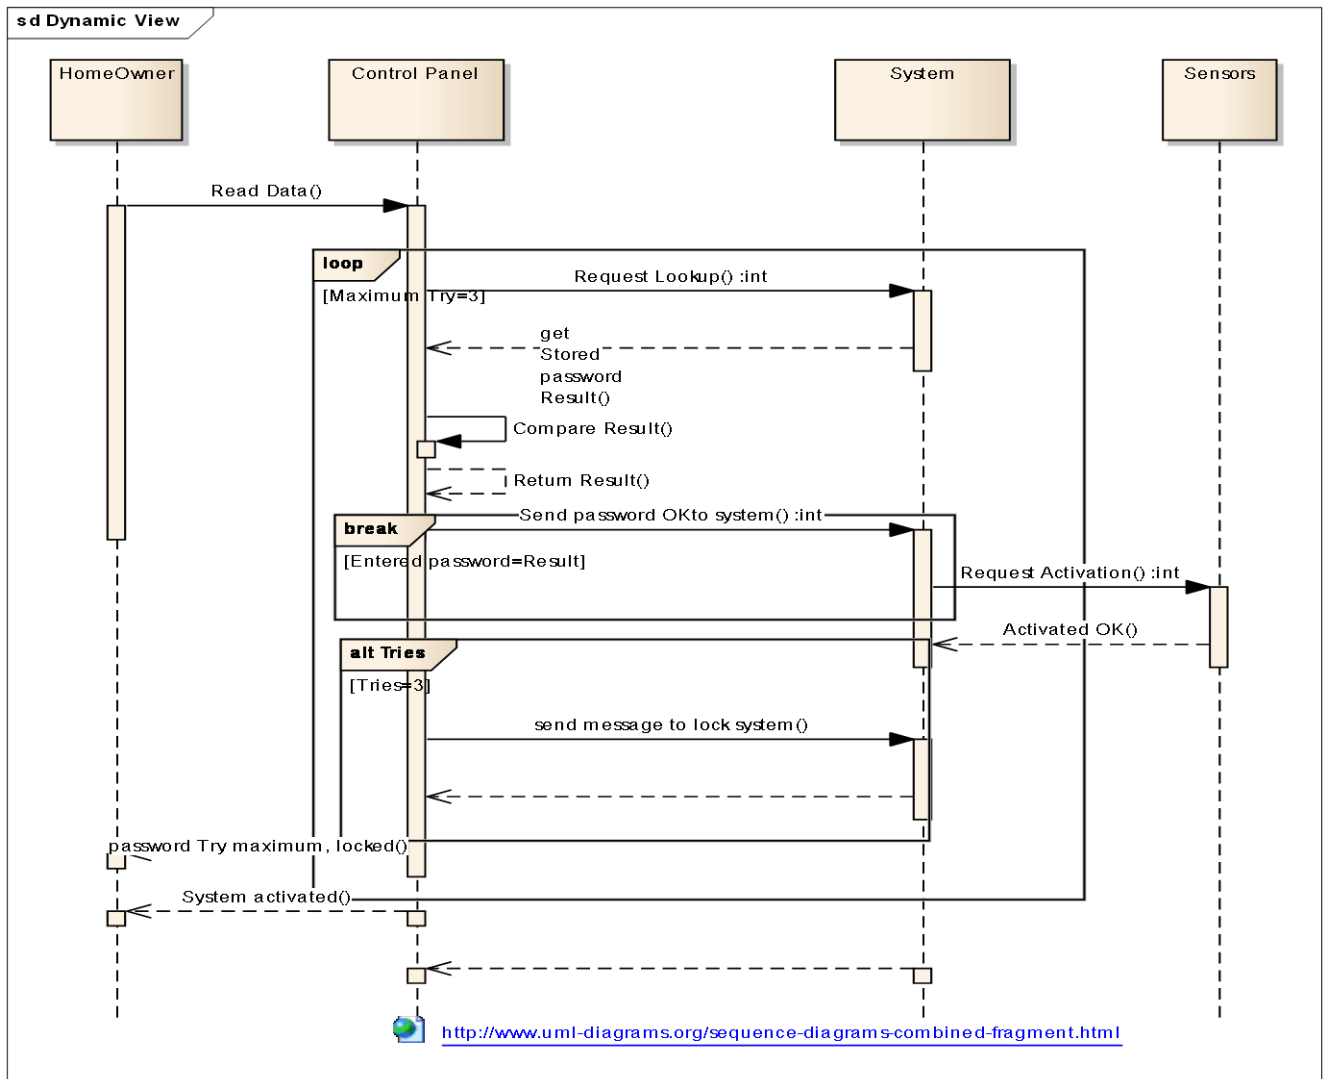 sd Dynamic View
HomeOwner
Control Panel
System
Sensors
Read Data()
loop
[Maximum Try=3]
Request Lookup() :int
get
Stored
password
Result()
Compare Result()
Return Result()
break
[Entered password=Result]
Send password OKto system() :int
Request Activation() :int
Activated OK()
alt Tries
[Tries=3]
send message to lock system()
password Try maximum, locked()
System activated()
http://www.uml-diagrams.org/sequence-diagrams-combined-fragment.html